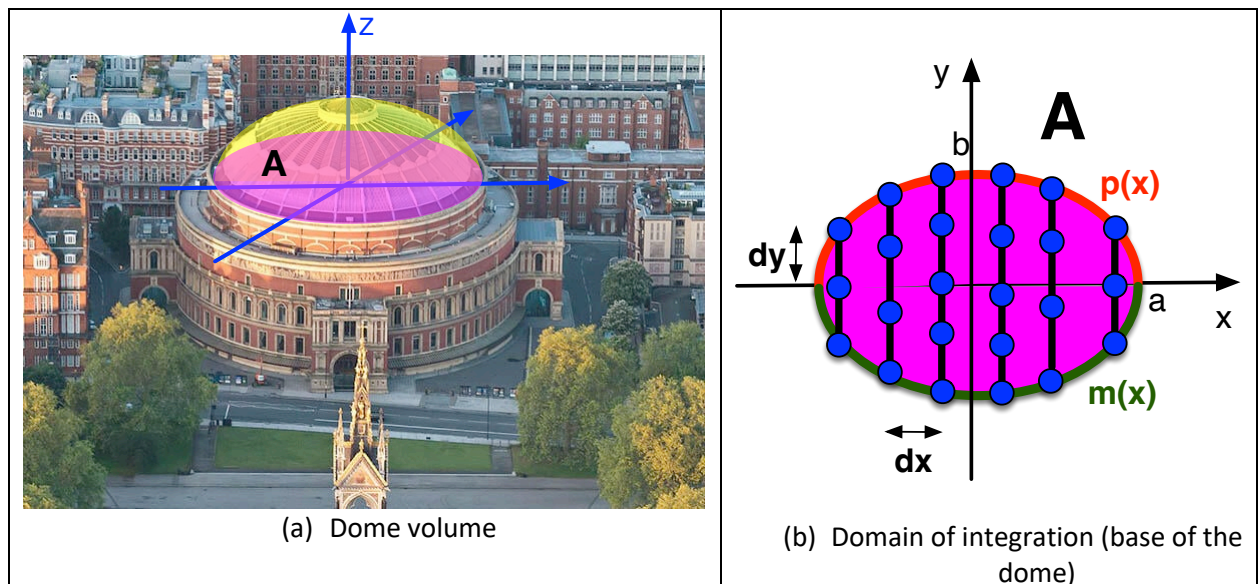 z
A
(a) Dome volume
y
A
b
p(x)
dy
a
x
m(x)
dx
(b) Domain of integration (base of the
dome)